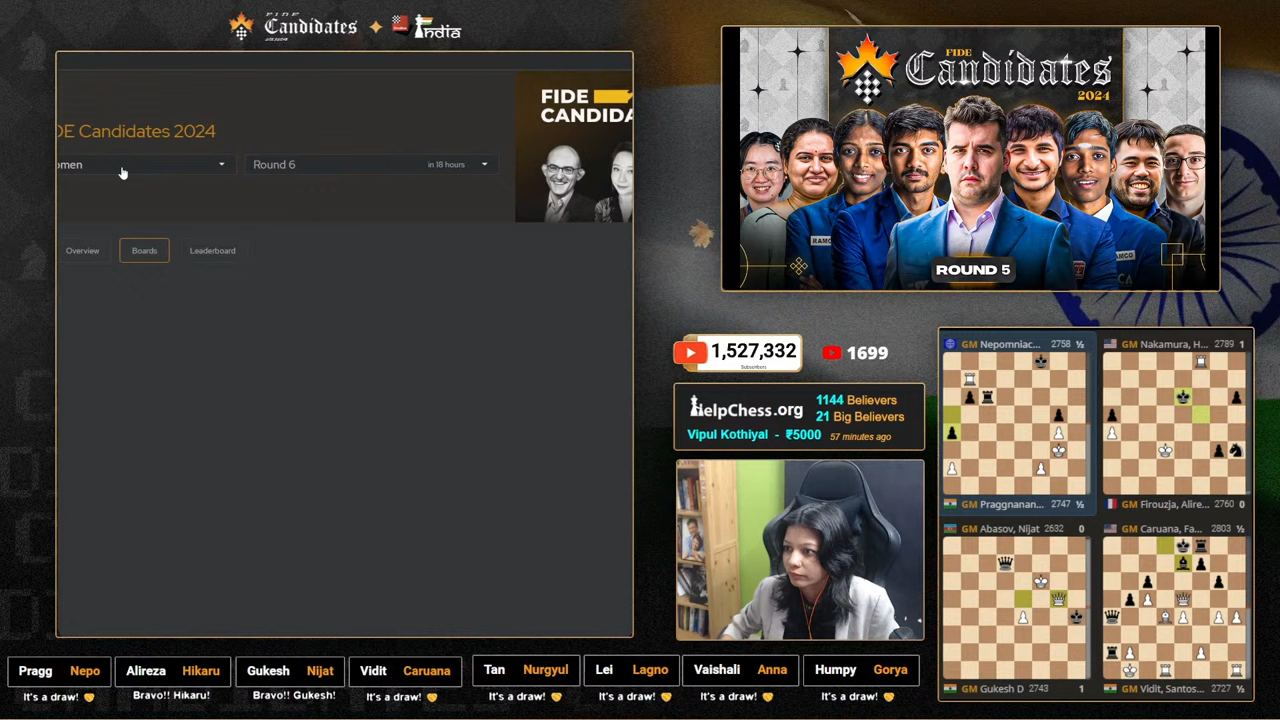 Candidates
India
DE Candidates 2024
omen
Round 6
in 18 hours
Overview
Boards
Leaderboard
FIDE
CANDIDA
FIDE
Candidates
2024
RAMC
ROUND 5
1,527,332
Subscribers
1699
HelpChess.org
1144 Believers
21 Big Believers
Vipul Kothiyal - ₹5000 57 minutes ago
GM Nepomniac... 2758 ½
GM Nakamura, H... 2789 1
GM Praggnanan... 2747 ½
GM Firouzja, Alire... 2760 0
GM Abasov, Nijat 2632 0
GM Caruana, Fa... 2803 ½
GM Gukesh D 2743 1
GM Vidit, Santos... 2727 ½
Pragg Nepo
It's a draw!
Alireza Hikaru
Bravo!! Hikaru!
Gukesh Nijat
Bravo!! Gukesh!
Vidit Caruana
It's a draw!
Tan Nurgyul
It's a draw!
Lei Lagno
It's a draw!
Vaishali Anna
It's a draw!
Humpy Gorya
It's a draw!